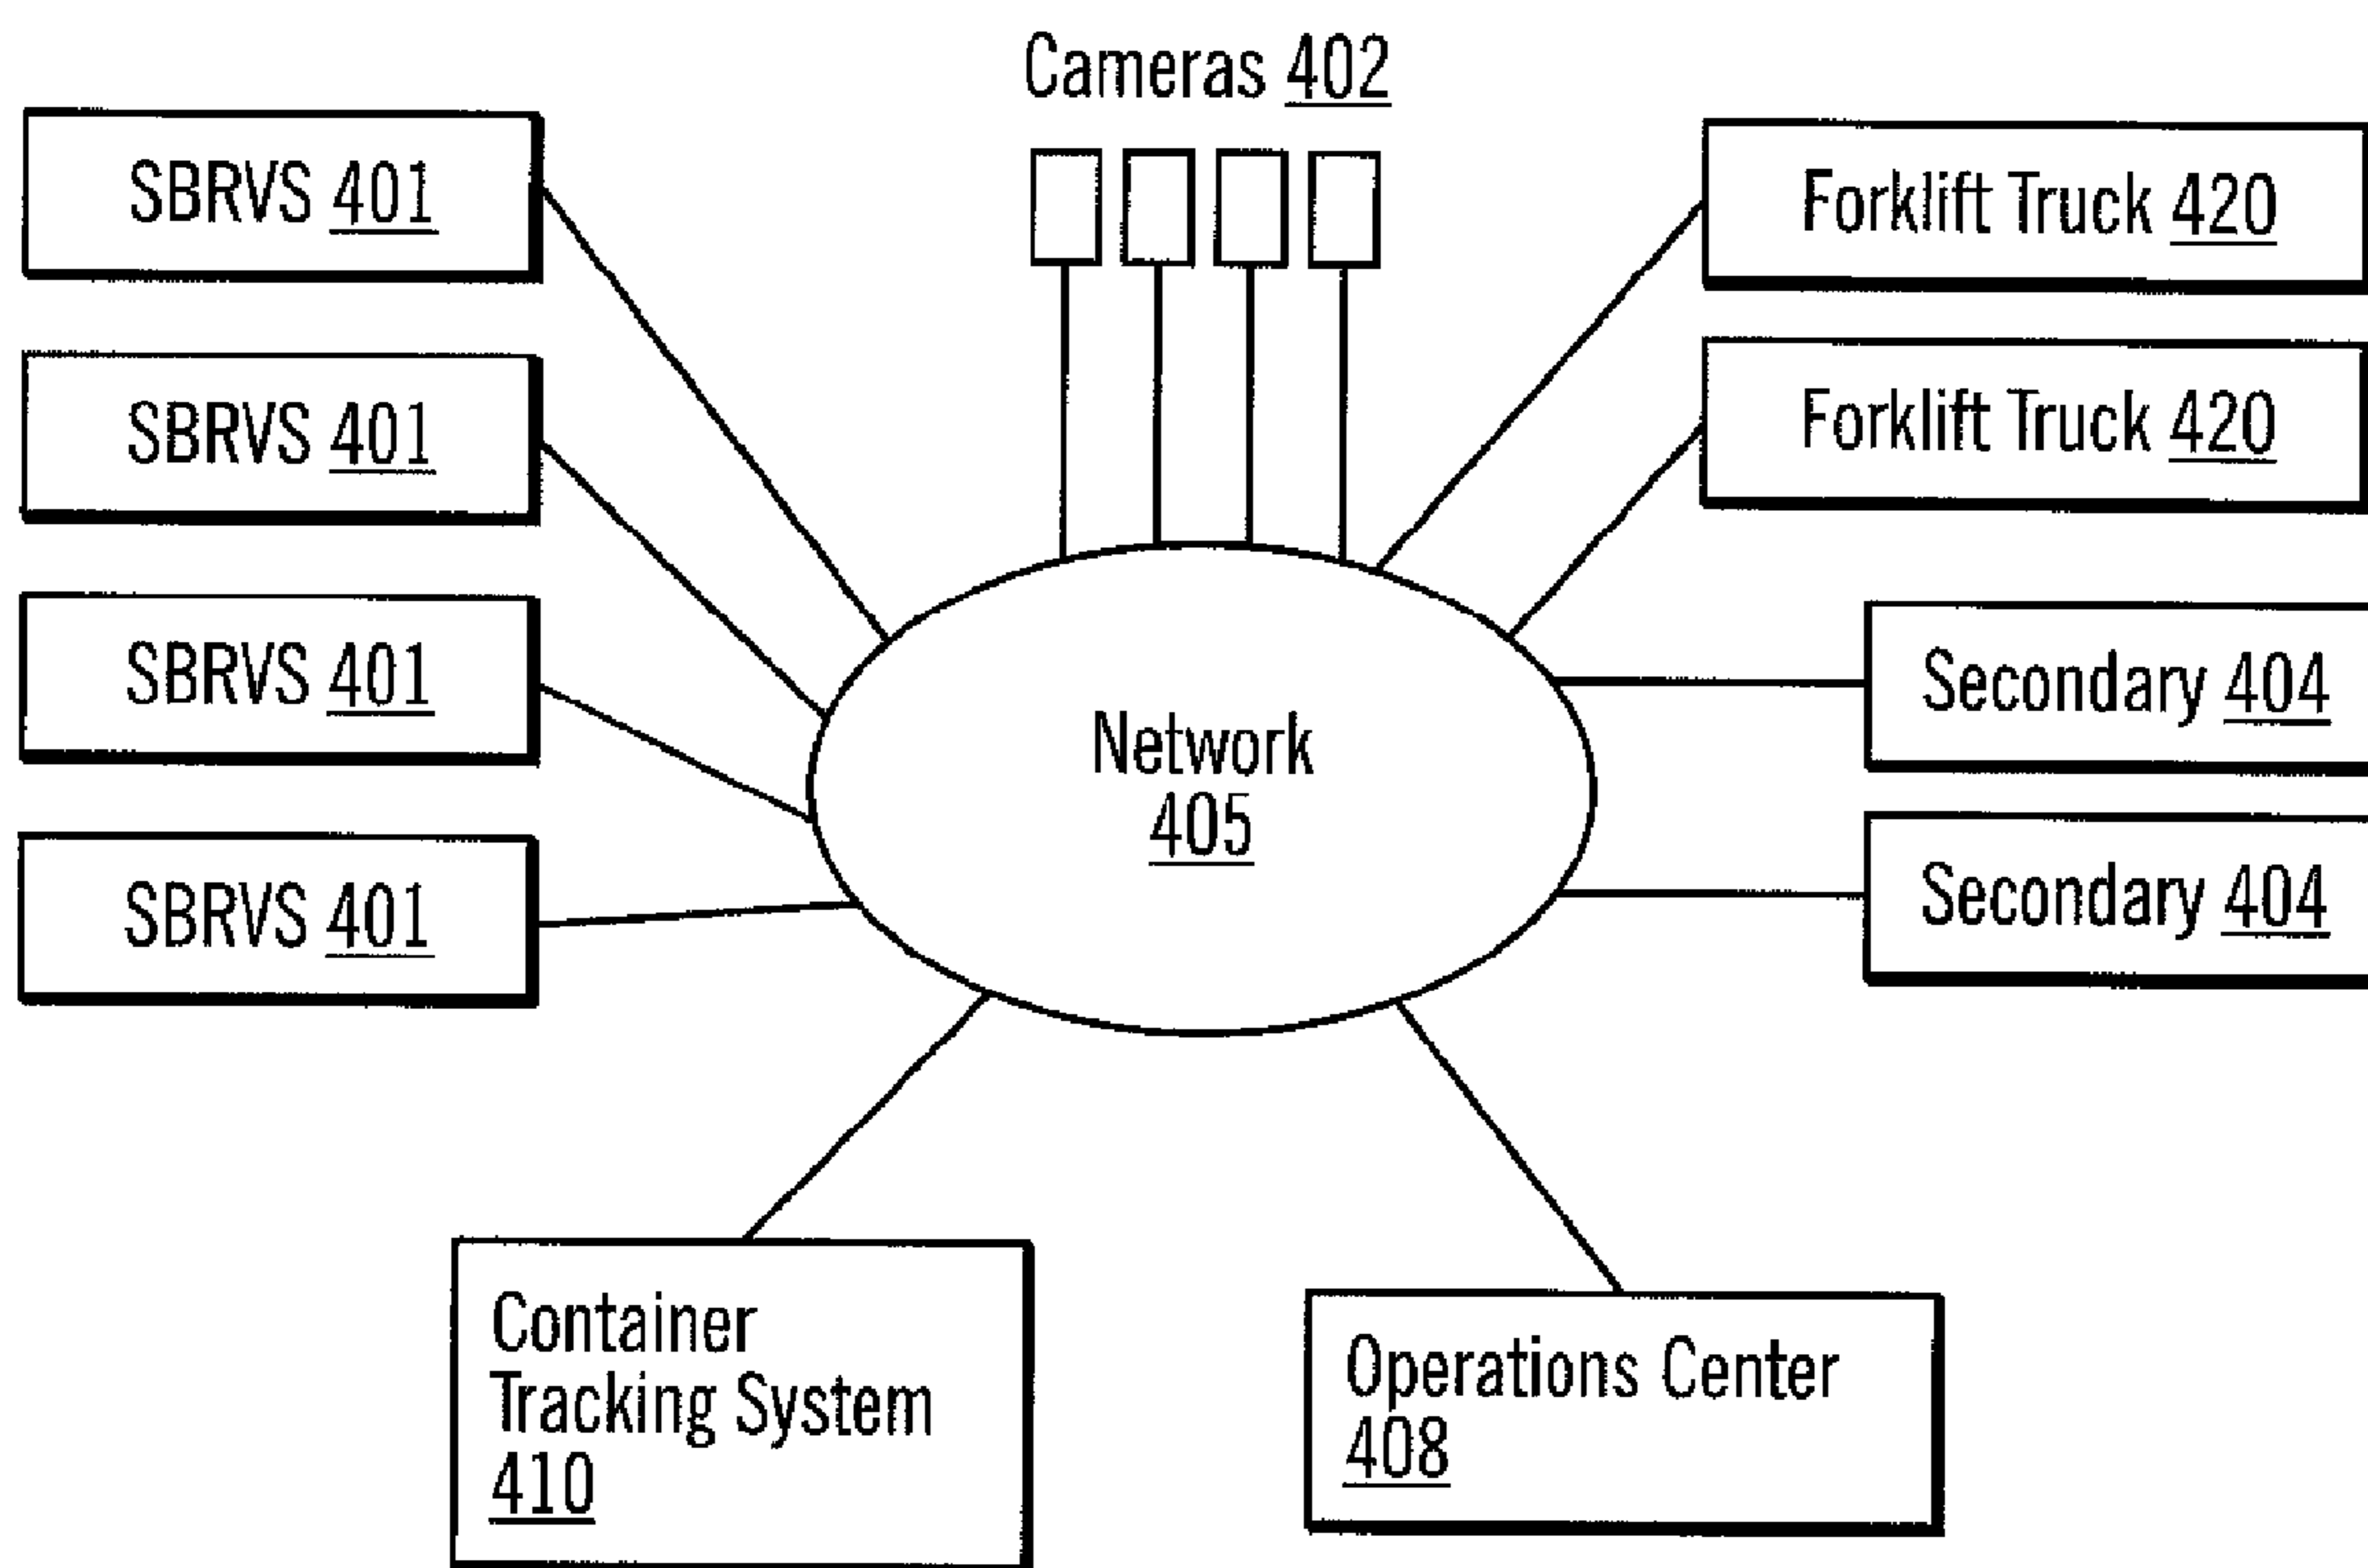 Cameras 402
SBRVS 401
SBRVS 401
SBRVS 401
SBRVS 401
Forklift Truck 420
Forklift Truck 420
Secondary 404
Secondary 404
Network
405
Container
Tracking System
410
Operations Center
408